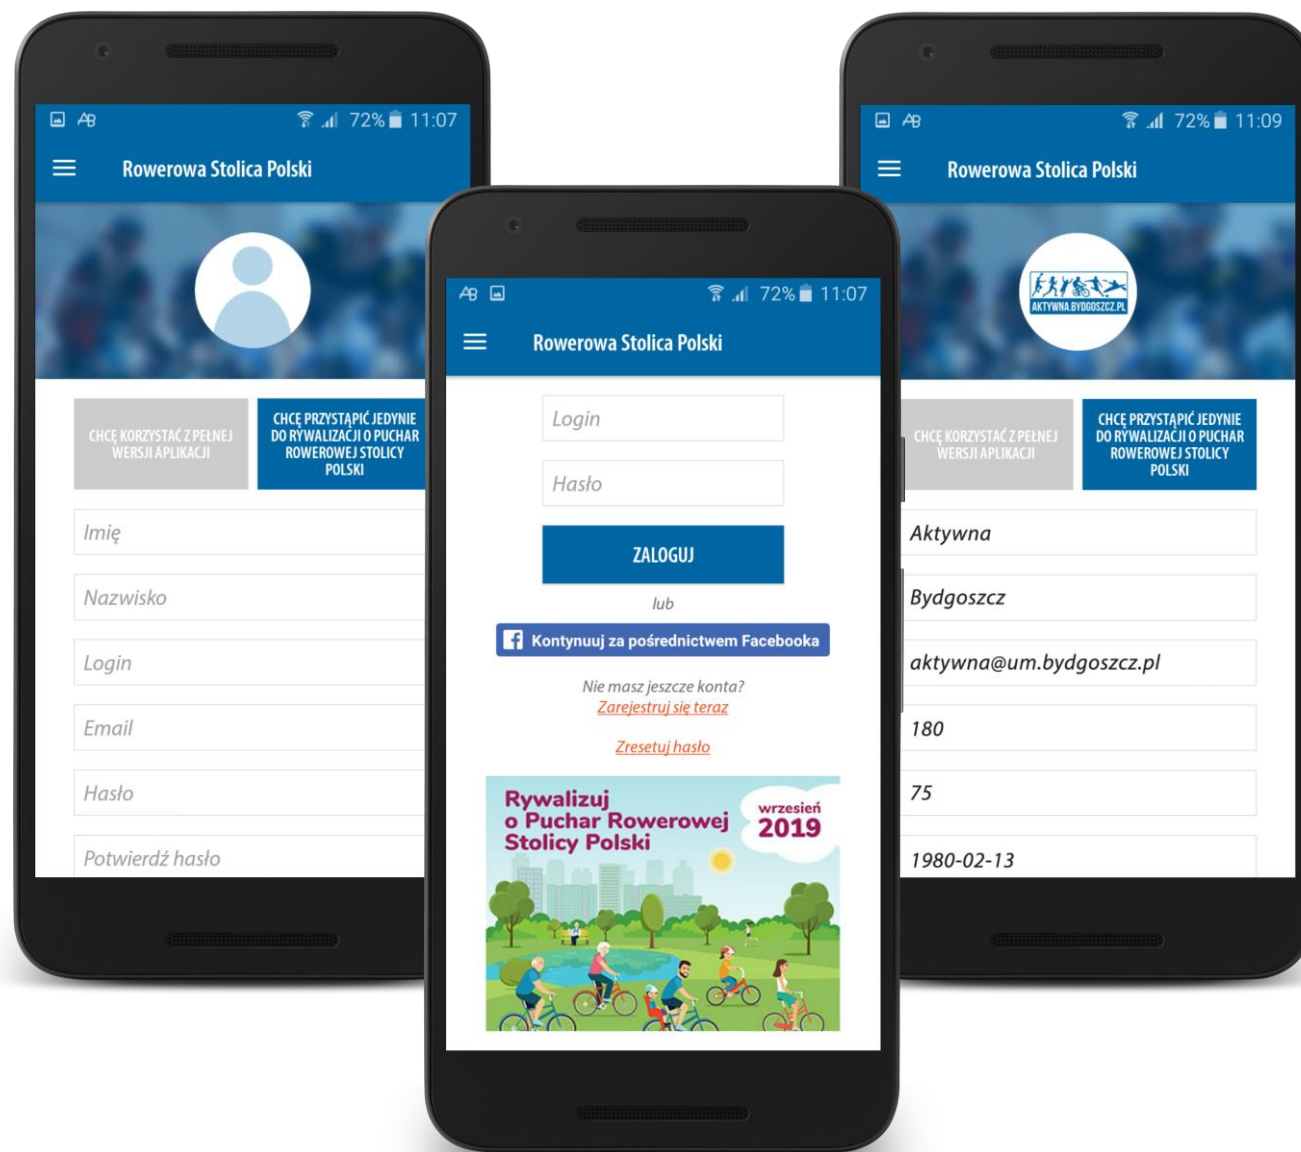 AB 72% 11:07
Rowerowa Stolica Polski
CHCĘ KORZYSTAĆ Z PEŁNEJ
WERSJI APLIKACJI
CHCĘ PRZYSTĄPIĆ JEDYNIE
DO RYWALIZACJI O PUCHAR
ROWEROWEJ STOLICY
POLSKI
Imię
Nazwisko
Login
Email
Hasło
Potwierdź hasło
AB 72% 11:07
Rowerowa Stolica Polski
Login
Hasło
ZALOGUJ
lub
Kontynuuj za pośrednictwem Facebooka
Nie masz jeszcze konta?
Zarejestruj się teraz
Zresetuj hasło
Rywalizuj
o Puchar Rowerowej
Stolicy Polski
wrzesień
2019
AB 72% 11:09
Rowerowa Stolica Polski
AKTYWNA.BYDGOSZCZ.PL
CHCĘ KORZYSTAĆ Z PEŁNEJ
WERSJI APLIKACJI
CHCĘ PRZYSTĄPIĆ JEDYNIE
DO RYWALIZACJI O PUCHAR
ROWEROWEJ STOLICY
POLSKI
Aktywna
Bydgoszcz
aktywna@um.bydgoszcz.pl
180
75
1980-02-13